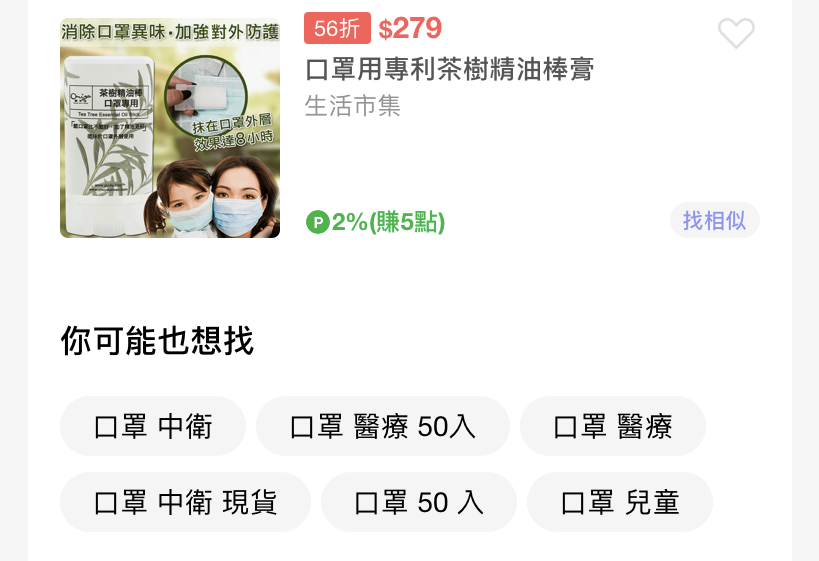 消除口罩異味·加強對外防護
茶樹精油棒
口罩專用
Tea Tree Essential Oil Stick
抹在口罩外層
效果達8小時
56折 $279
口罩用專利茶樹精油棒膏
生活市集
P 2%(賺5點)
找相似
你可能也想找
口罩 中衛
口罩 醫療 50入
口罩 醫療
口罩 中衛 現貨
口罩 50 入
口罩 兒童